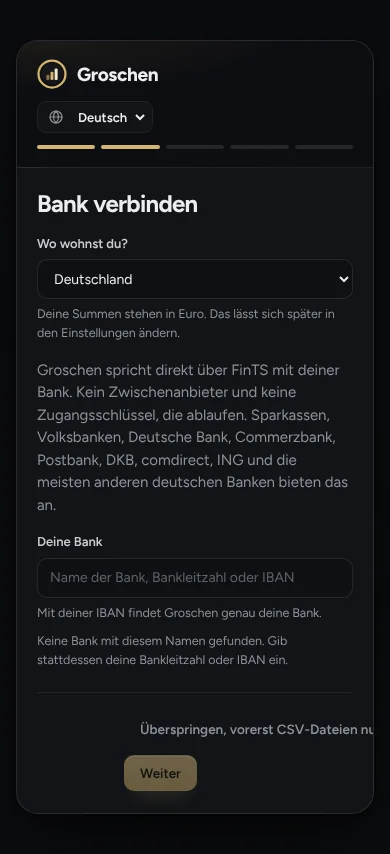 Groschen
Deutsch
Bank verbinden
Wo wohnst du?
Deutschland
Deine Summen stehen in Euro. Das lässt sich später in
den Einstellungen ändern.
Groschen spricht direkt über FinTS mit deiner
Bank. Kein Zwischenanbieter und keine
Zugangsschlüssel, die ablaufen. Sparkassen,
Volksbanken, Deutsche Bank, Commerzbank,
Postbank, DKB, comdirect, ING und die
meisten anderen deutschen Banken bieten das
an.
Deine Bank
Name der Bank, Bankleitzahl oder IBAN
Mit deiner IBAN findet Groschen genau deine Bank.
Keine Bank mit diesem Namen gefunden. Gib
stattdessen deine Bankleitzahl oder IBAN ein.
Überspringen, vorerst CSV-Dateien
Weiter